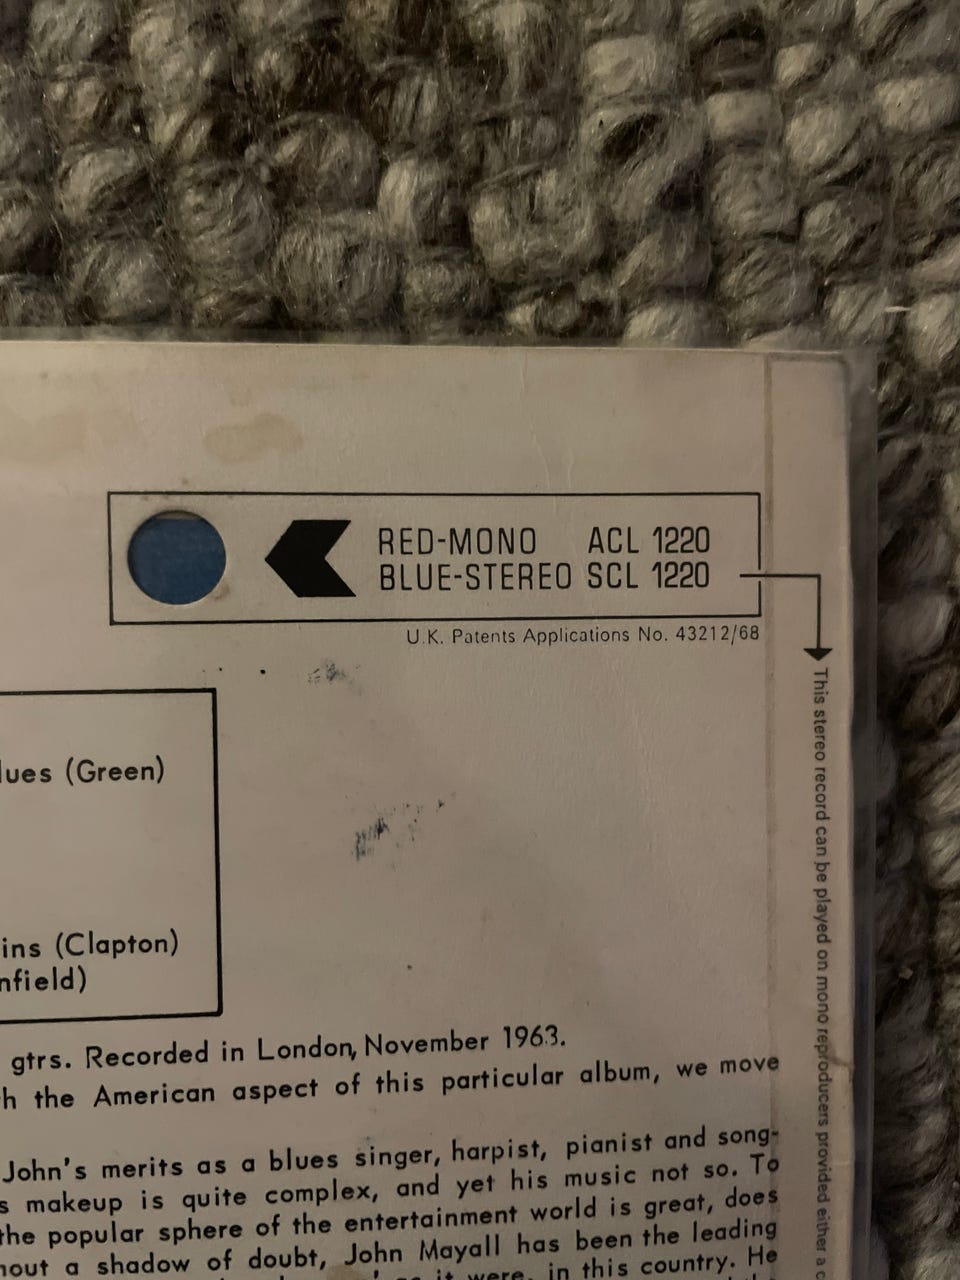 RED-MONO ACL 1220
BLUE-STEREO SCL 1220
U.K. Patents Applications No. 43212/68
This stereo record can be played on mono reproducers provided either a c
lues (Green)
ins (Clapton)
nfield)
gtrs. Recorded in London, November 1963.
h the American aspect of this particular album, we move
John's merits as a blues singer, harpist, pianist and song-
s makeup is quite complex, and yet his music not so. To
the popular sphere of the entertainment world is great, does
hout a shadow of doubt, John Mayall has been the leading
as it were, in this country. He